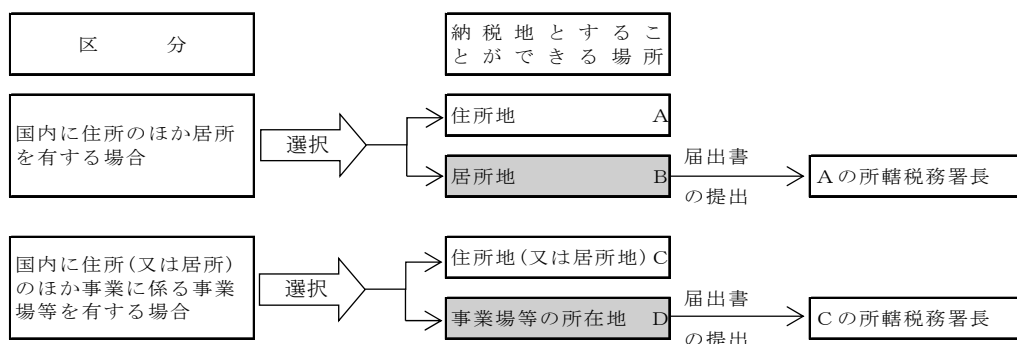 区　　分
納税地とするこ
とができる場所
国内に住所のほか居所
を有する場合
選択
住所地　A
居所地　B
届出書
の提出
Aの所轄税務署長
国内に住所(又は居所)
のほか事業に係る事業
場等を有する場合
選択
住所地(又は居所地)C
事業場等の所在地　D
届出書
の提出
Cの所轄税務署長